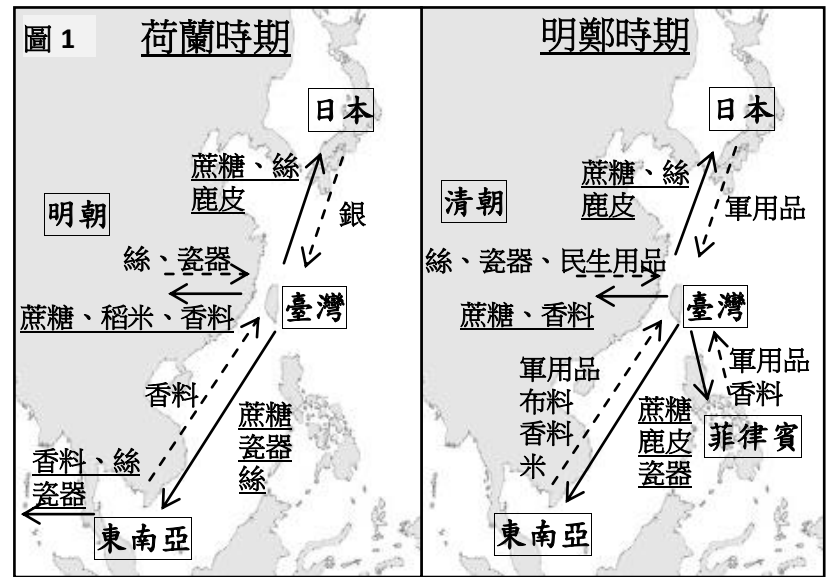 圖 1
荷蘭時期
日本
蔗糖、絲
鹿皮
銀
明朝
絲、瓷器
蔗糖、稻米、香料
臺灣
香料
蔗糖
瓷器
絲
香料、絲
瓷器
東南亞
明鄭時期
日本
蔗糖、絲
鹿皮
軍用品
清朝
絲、瓷器、民生用品
蔗糖、香料
臺灣
軍用品
布料
香料
米
蔗糖
鹿皮
瓷器
軍用品
香料
菲律賓
東南亞